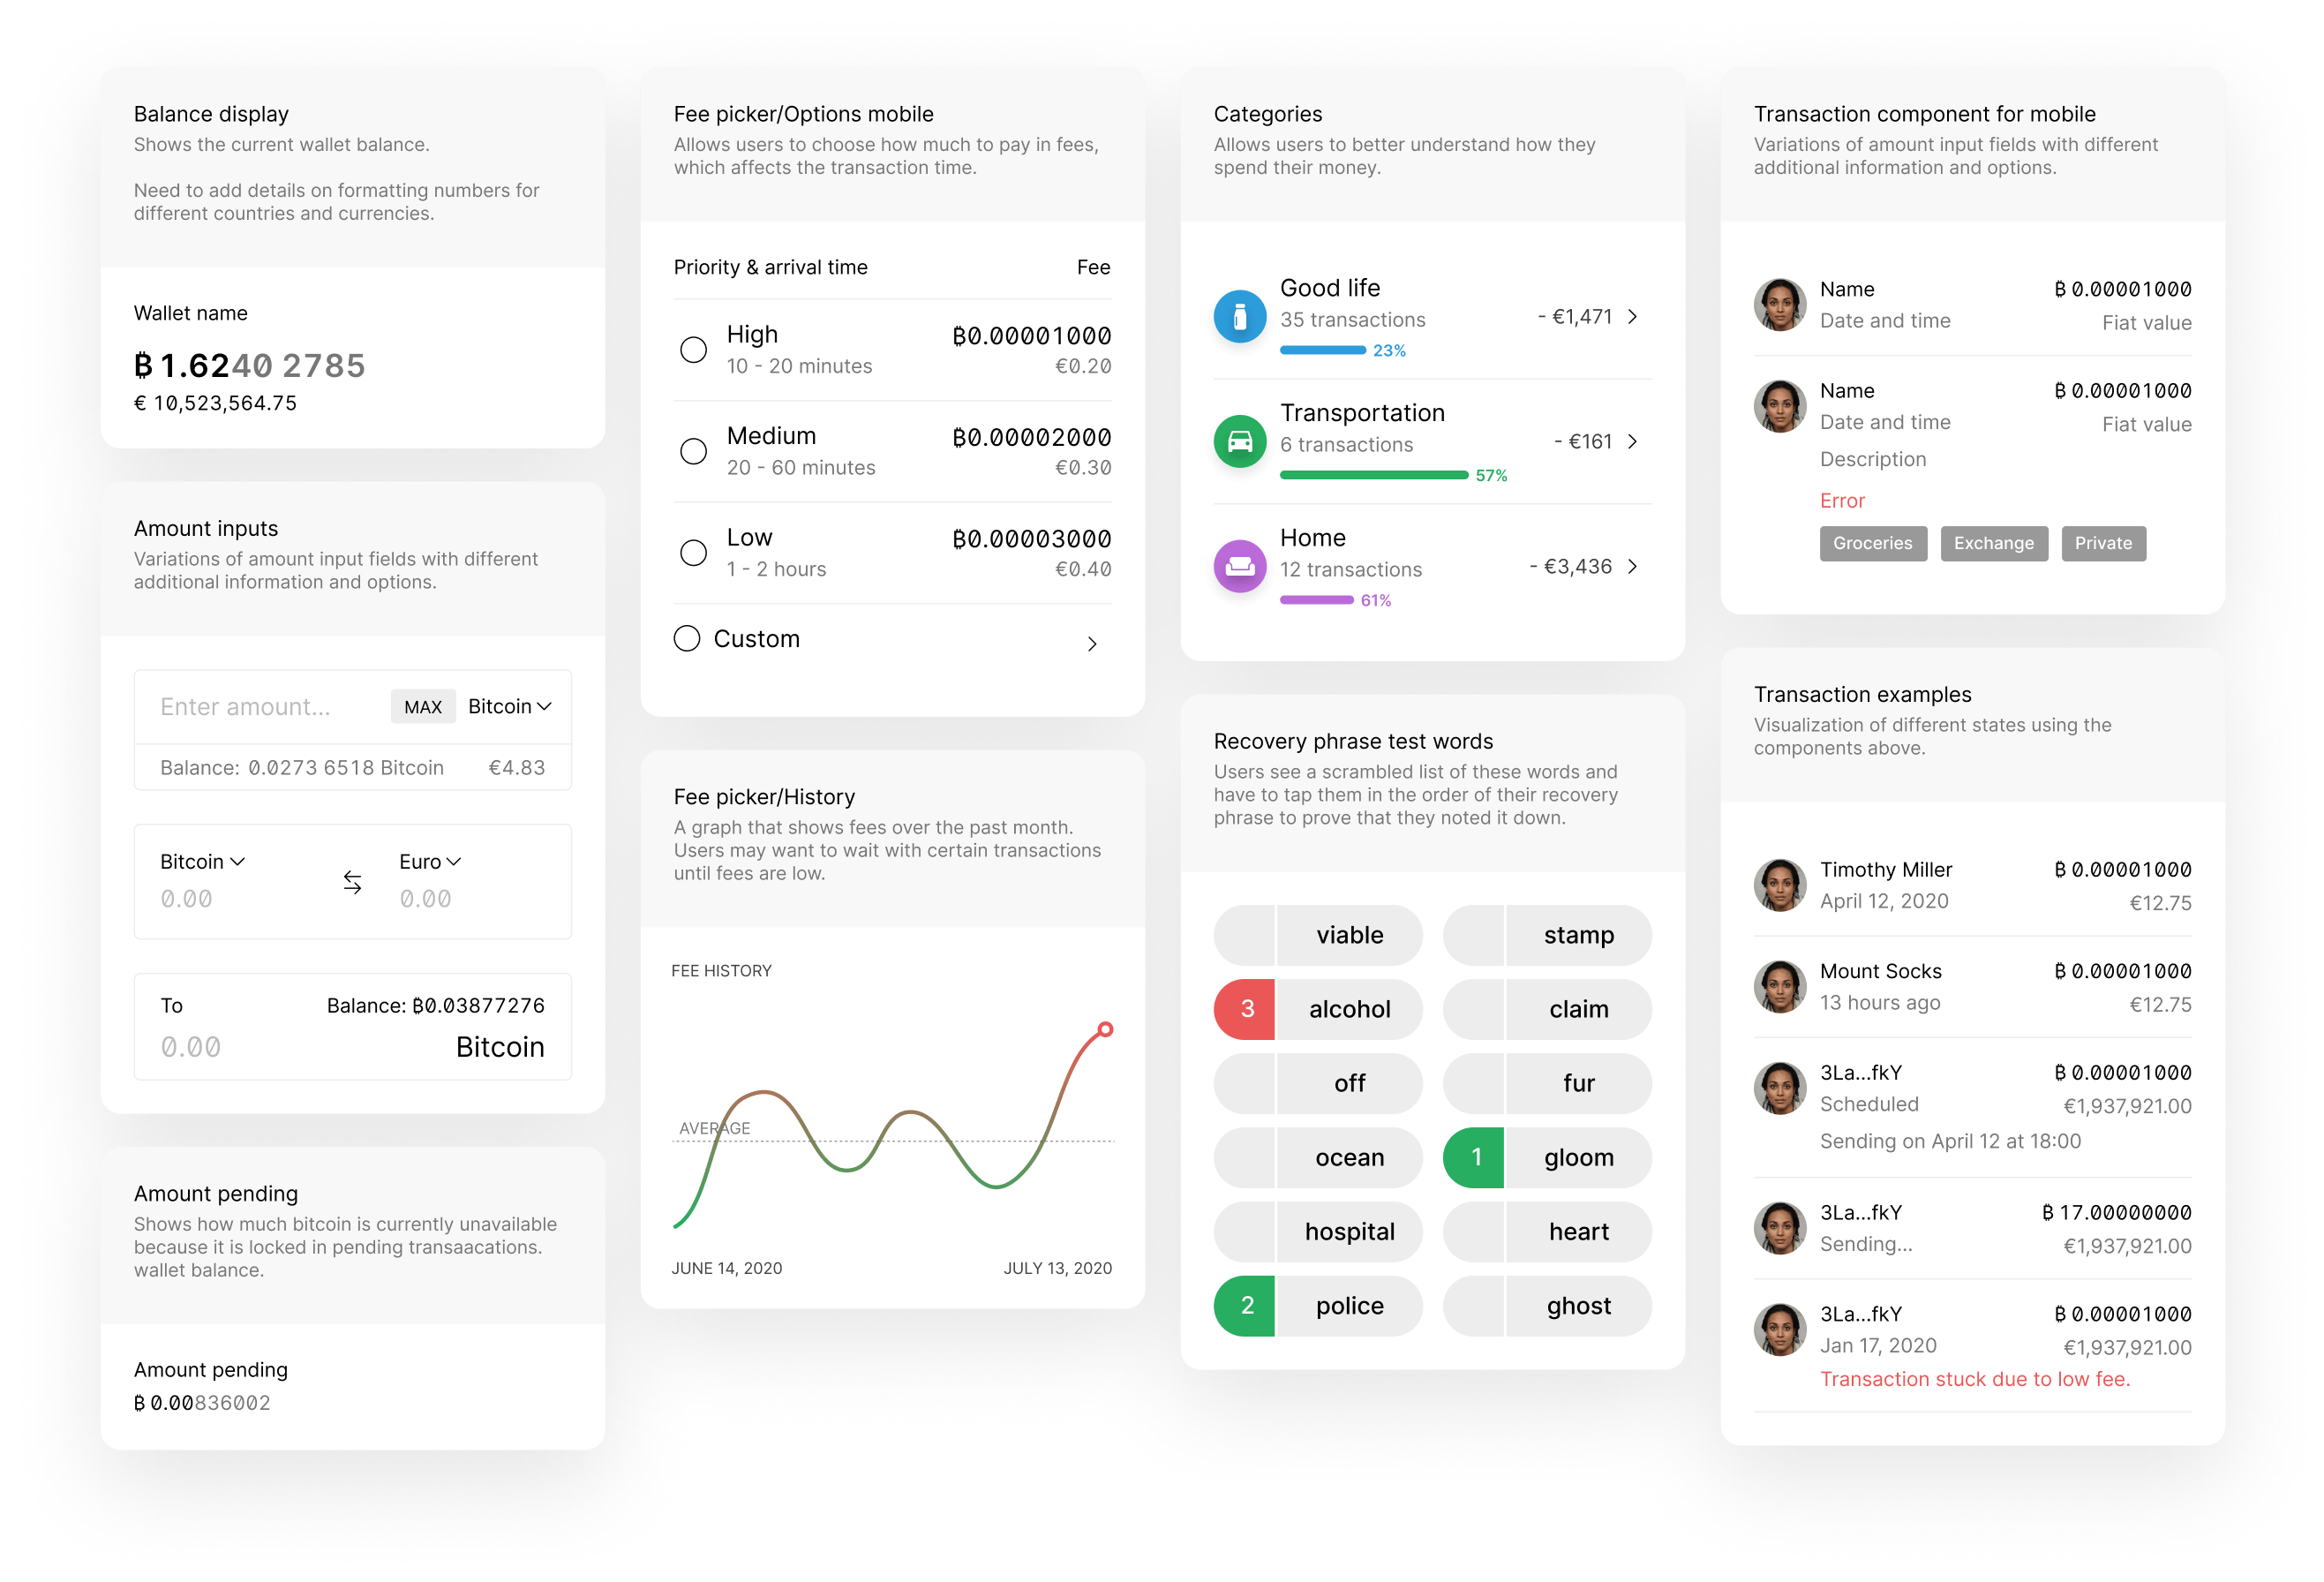 Balance display
Shows the current wallet balance.
Need to add details on formatting numbers for
different countries and currencies.
Wallet name
₿ 1.6240 2785
€ 10,523,564.75
Amount inputs
Variations of amount input fields with different
additional information and options.
Enter amount... MAX Bitcoin
Balance: 0.0273 6518 Bitcoin €4.83
Bitcoin Euro
0.00 0.00
To Balance: ₿0.03877276
0.00 Bitcoin
Amount pending
Shows how much bitcoin is currently unavailable
because it is locked in pending transaacations.
wallet balance.
Amount pending
₿ 0.00836002
Fee picker/Options mobile
Allows users to choose how much to pay in fees,
which affects the transaction time.
Priority & arrival time Fee
High ₿0.00001000
10 - 20 minutes €0.20
Medium ₿0.00002000
20 - 60 minutes €0.30
Low ₿0.00003000
1 - 2 hours €0.40
Custom
Fee picker/History
A graph that shows fees over the past month.
Users may want to wait with certain transactions
until fees are low.
FEE HISTORY
AVERAGE
JUNE 14, 2020 JULY 13, 2020
Categories
Allows users to better understand how they
spend their money.
Good life
35 transactions - €1,471
23%
Transportation
6 transactions - €161
57%
Home
12 transactions - €3,436
61%
Recovery phrase test words
Users see a scrambled list of these words and
have to tap them in the order of their recovery
phrase to prove that they noted it down.
viable stamp
3 alcohol claim
off fur
ocean 1 gloom
hospital heart
2 police ghost
Transaction component for mobile
Variations of amount input fields with different
additional information and options.
Name ₿ 0.00001000
Date and time Fiat value
Name ₿ 0.00001000
Date and time Fiat value
Description
Error
Groceries Exchange Private
Transaction examples
Visualization of different states using the
components above.
Timothy Miller ₿ 0.00001000
April 12, 2020 €12.75
Mount Socks ₿ 0.00001000
13 hours ago €12.75
3La...fkY ₿ 0.00001000
Scheduled €1,937,921.00
Sending on April 12 at 18:00
3La...fkY ₿ 17.00000000
Sending... €1,937,921.00
3La...fkY ₿ 0.00001000
Jan 17, 2020 €1,937,921.00
Transaction stuck due to low fee.